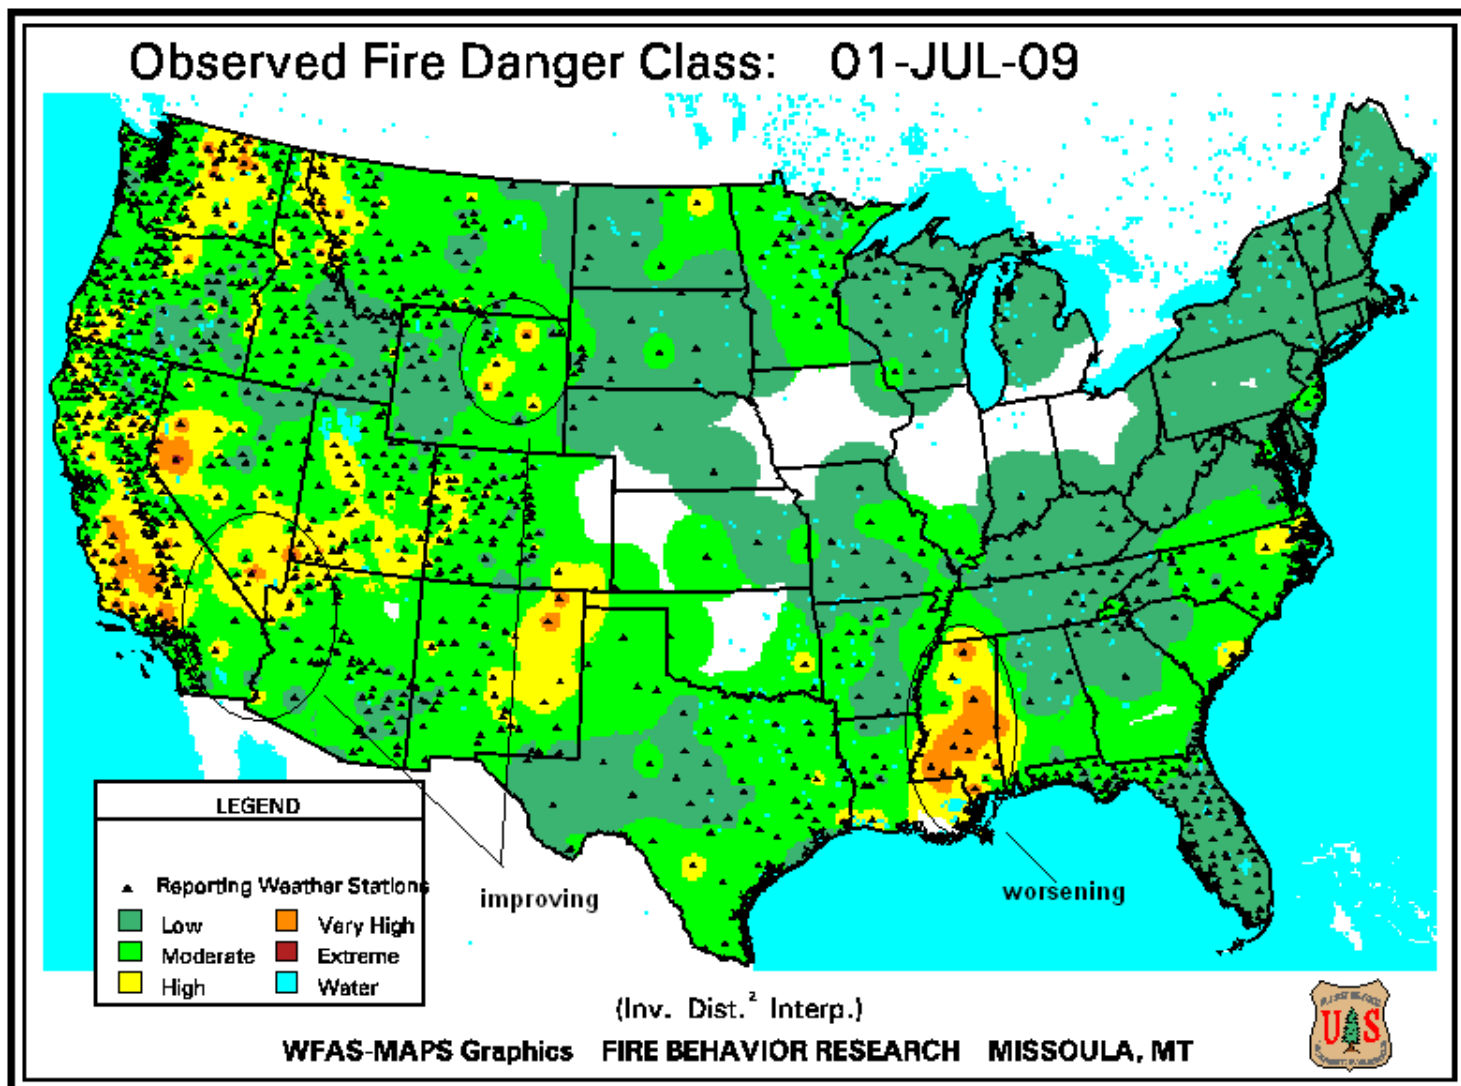 Observed Fire Danger Class: 01-JUL-09
LEGEND
Reporting Weather Stations
Low
Very High
Moderate
Extreme
High
Water
improving
worsening
(Inv. Dist.² Interp.)
WFAS-MAPS Graphics FIRE BEHAVIOR RESEARCH MISSOULA, MT
U S